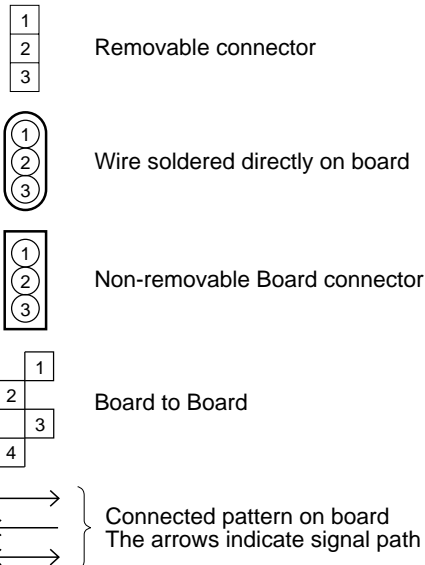 1
2
3
Removable connector
1
2
3
Wire soldered directly on board
1
2
3
Non-removable Board connector
1
2
3
4
Board to Board
Connected pattern on board
The arrows indicate signal path